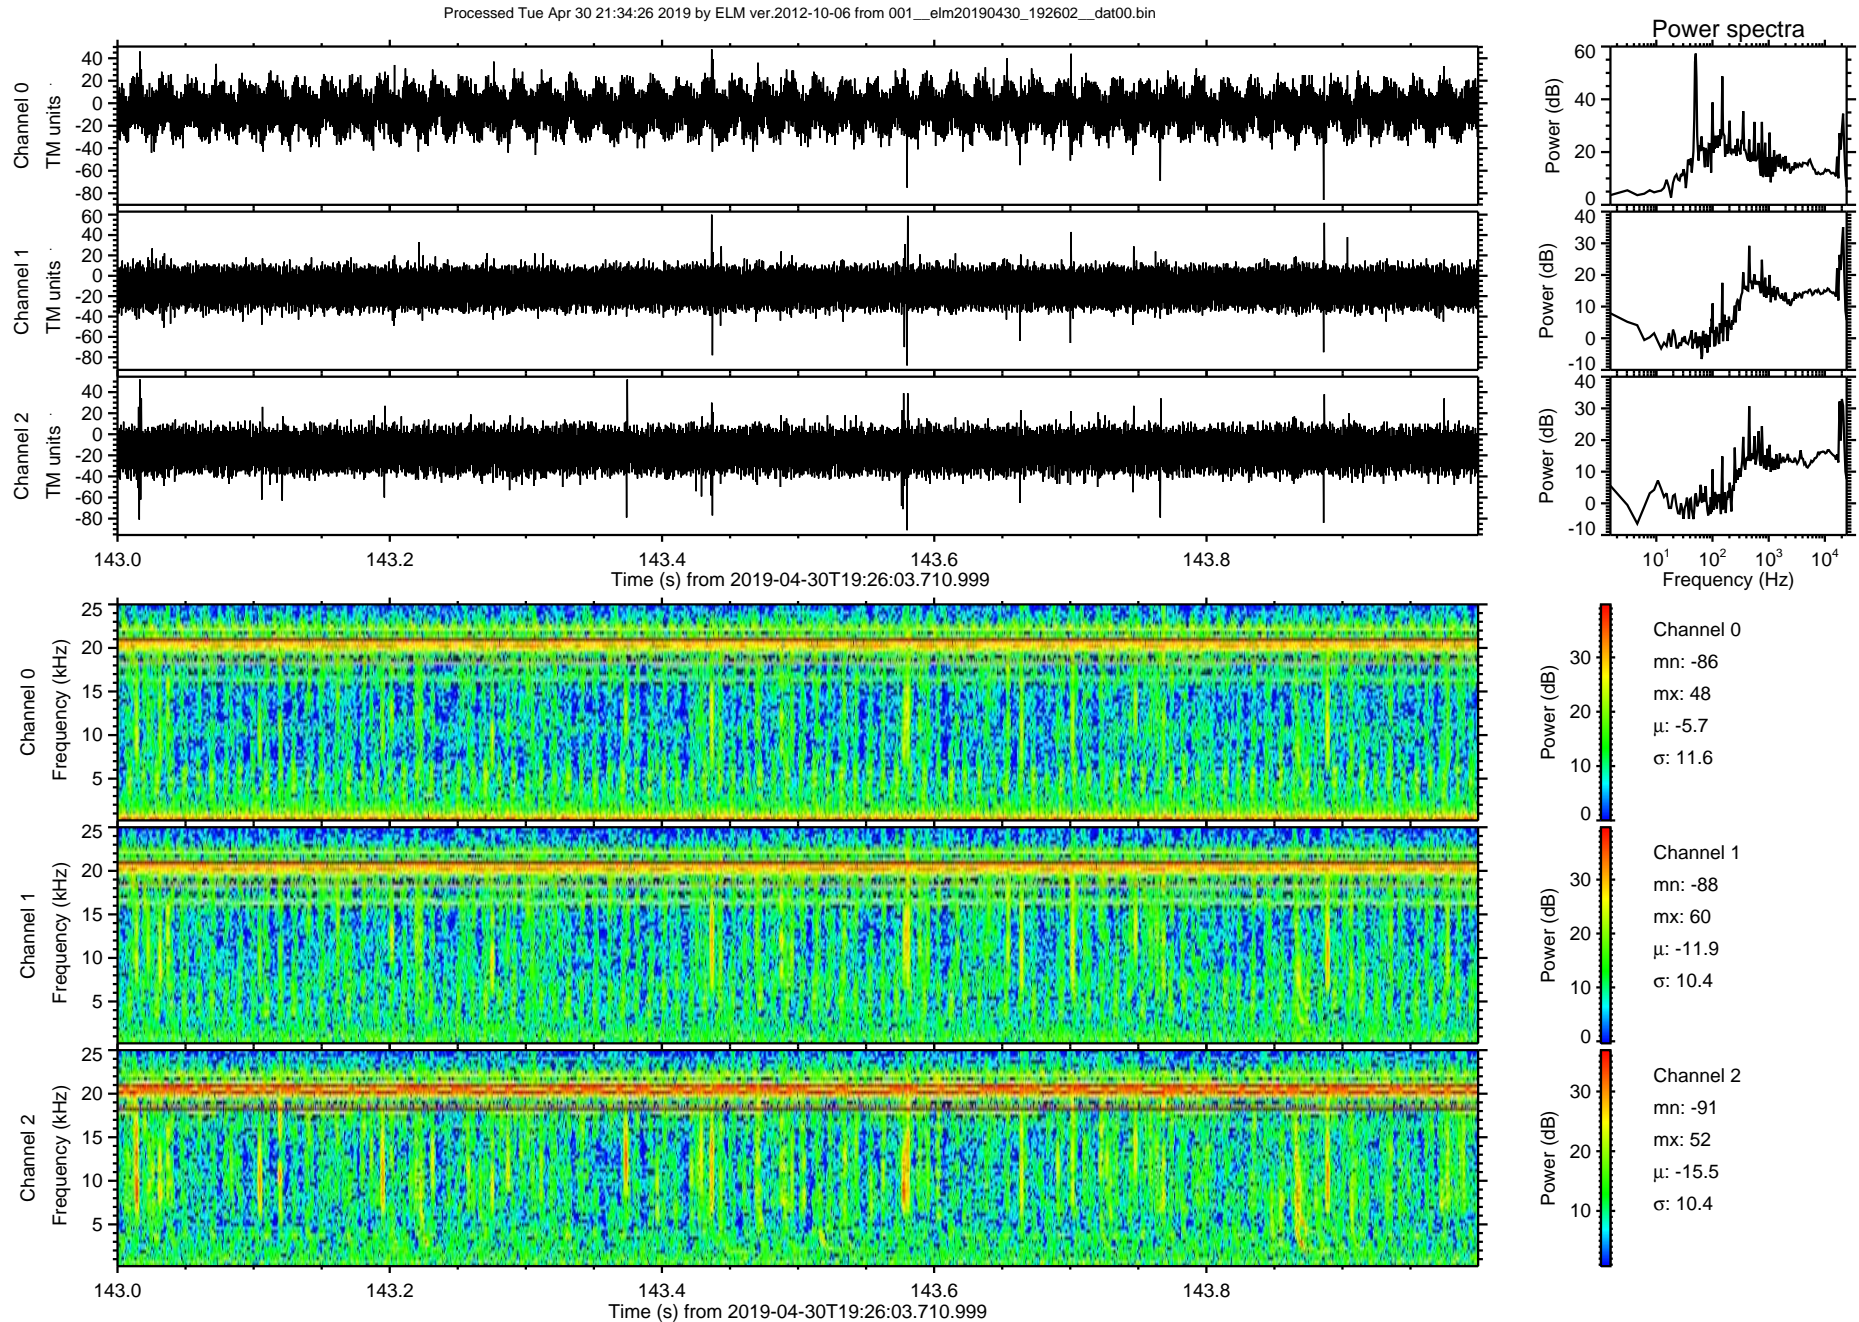 Processed Tue Apr 30 21:34:26 2019 by ELM ver.2012-10-06 from 001__elm20190430_192602__dat00.bin
Power spectra
Channel 0
TM units
40
20
0
-20
-40
-60
-80
Power (dB)
60
40
20
0
Channel 1
TM units
60
40
20
0
-20
-40
-60
-80
Power (dB)
40
30
20
10
0
-10
Channel 2
TM units
40
20
0
-20
-40
-60
-80
Power (dB)
40
30
20
10
0
-10
143.0 143.2 143.4 143.6 143.8
Time (s) from 2019-04-30T19:26:03.710.999
10¹ 10² 10³ 10⁴
Frequency (Hz)
Channel 0
Frequency (kHz)
25
20
15
10
5
Power (dB)
30
20
10
0
Channel 0
mn: -86
mx: 48
μ: -5.7
σ: 11.6
Channel 1
Frequency (kHz)
25
20
15
10
5
Power (dB)
30
20
10
0
Channel 1
mn: -88
mx: 60
μ: -11.9
σ: 10.4
Channel 2
Frequency (kHz)
25
20
15
10
5
Power (dB)
30
20
10
Channel 2
mn: -91
mx: 52
μ: -15.5
σ: 10.4
143.0 143.2 143.4 143.6 143.8
Time (s) from 2019-04-30T19:26:03.710.999